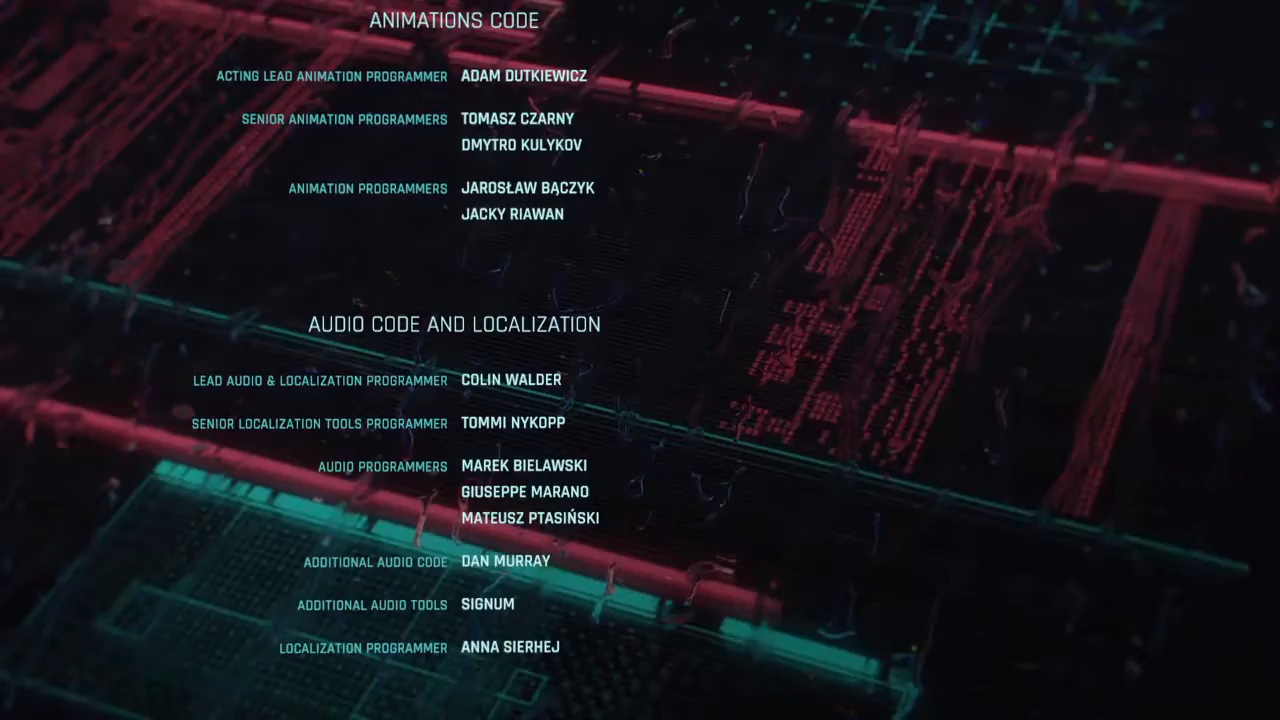 ANIMATIONS CODE
ACTING LEAD ANIMATION PROGRAMMER ADAM DUTKIEWICZ
SENIOR ANIMATION PROGRAMMERS TOMASZ CZARNY
DMYTRO KULYKOV
ANIMATION PROGRAMMERS JAROSŁAW BĄCZYK
JACKY RIAWAN
AUDIO CODE AND LOCALIZATION
LEAD AUDIO & LOCALIZATION PROGRAMMER COLIN WALDER
SENIOR LOCALIZATION TOOLS PROGRAMMER TOMMI NYKOPP
AUDIO PROGRAMMERS MAREK BIELAWSKI
GIUSEPPE MARANO
MATEUSZ PTASIŃSKI
ADDITIONAL AUDIO CODE DAN MURRAY
ADDITIONAL AUDIO TOOLS SIGNUM
LOCALIZATION PROGRAMMER ANNA SIERHEJ